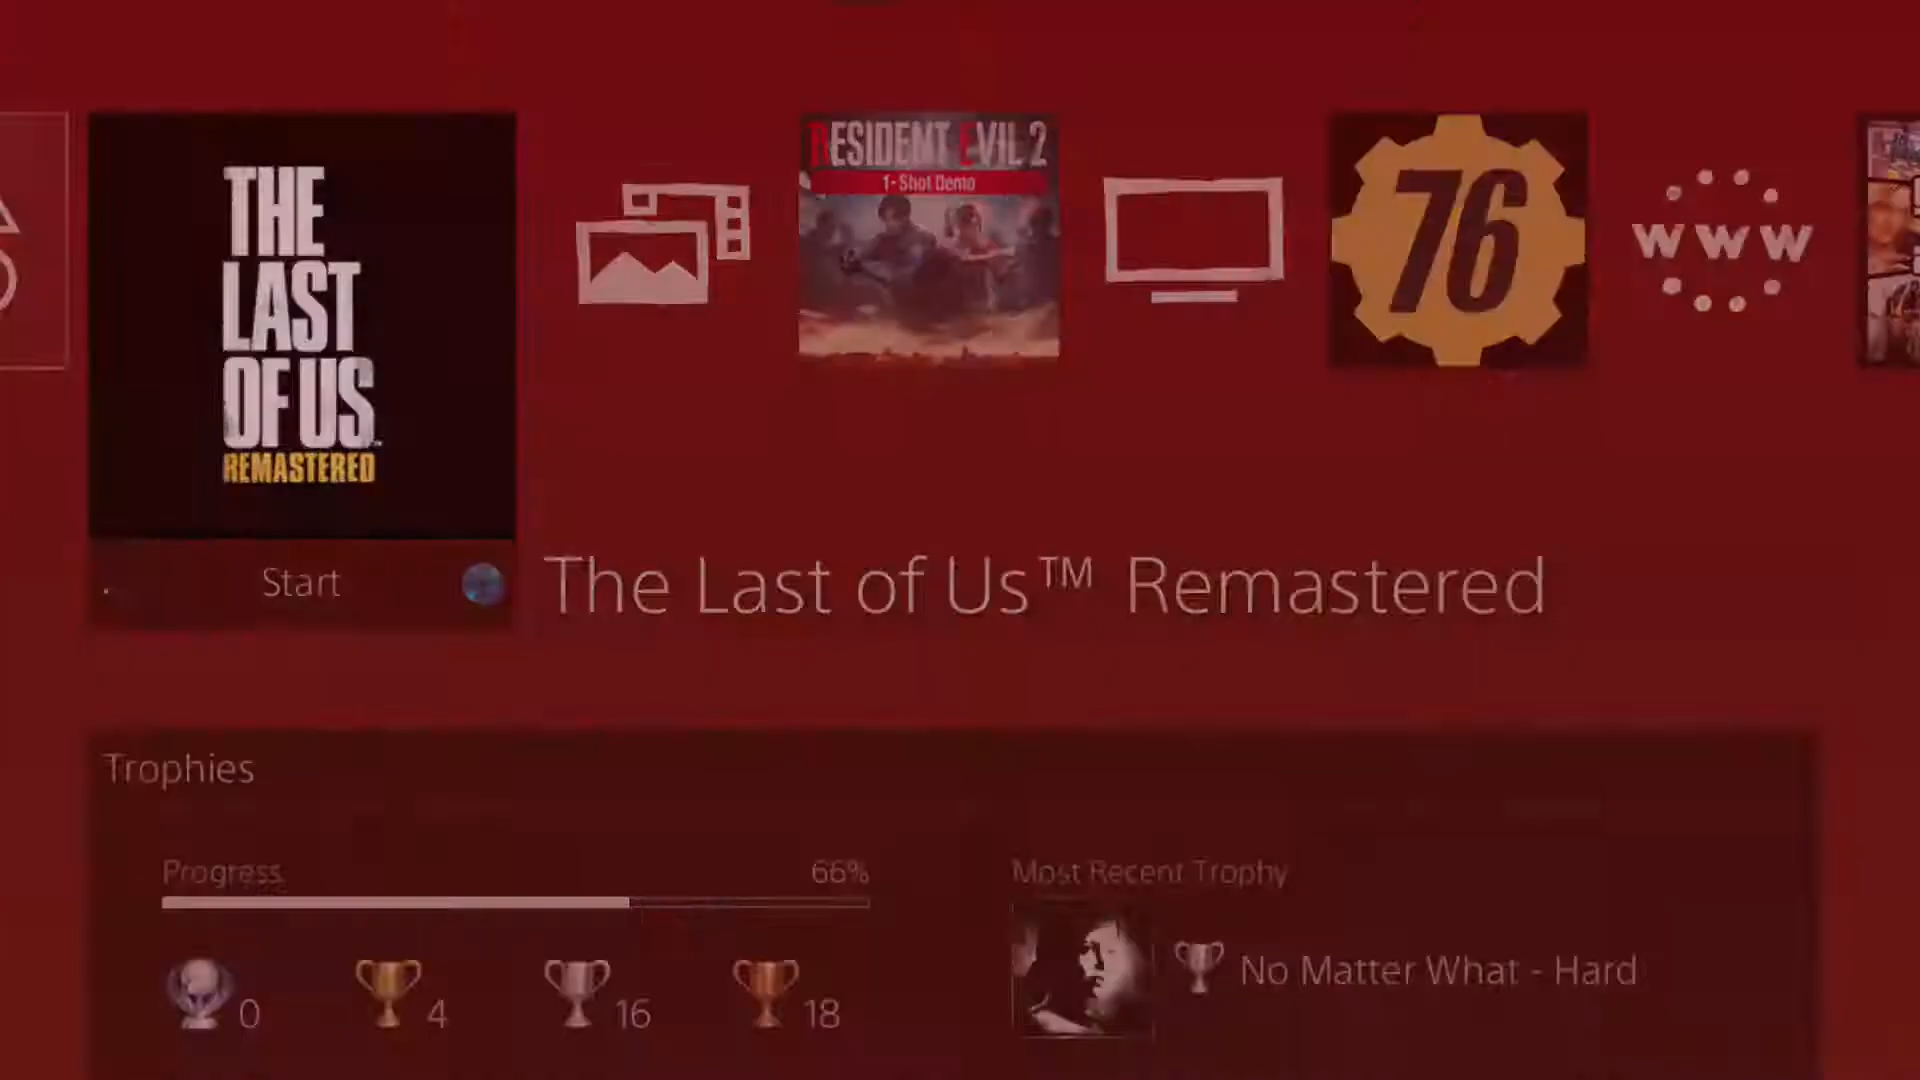 THE
LAST
OF US™
REMASTERED
RESIDENT EVIL 2
1-Shot Demo
76
WWW
Start
The Last of Us™ Remastered
Trophies
Progress
66%
Most Recent Trophy
0
4
16
18
No Matter What - Hard